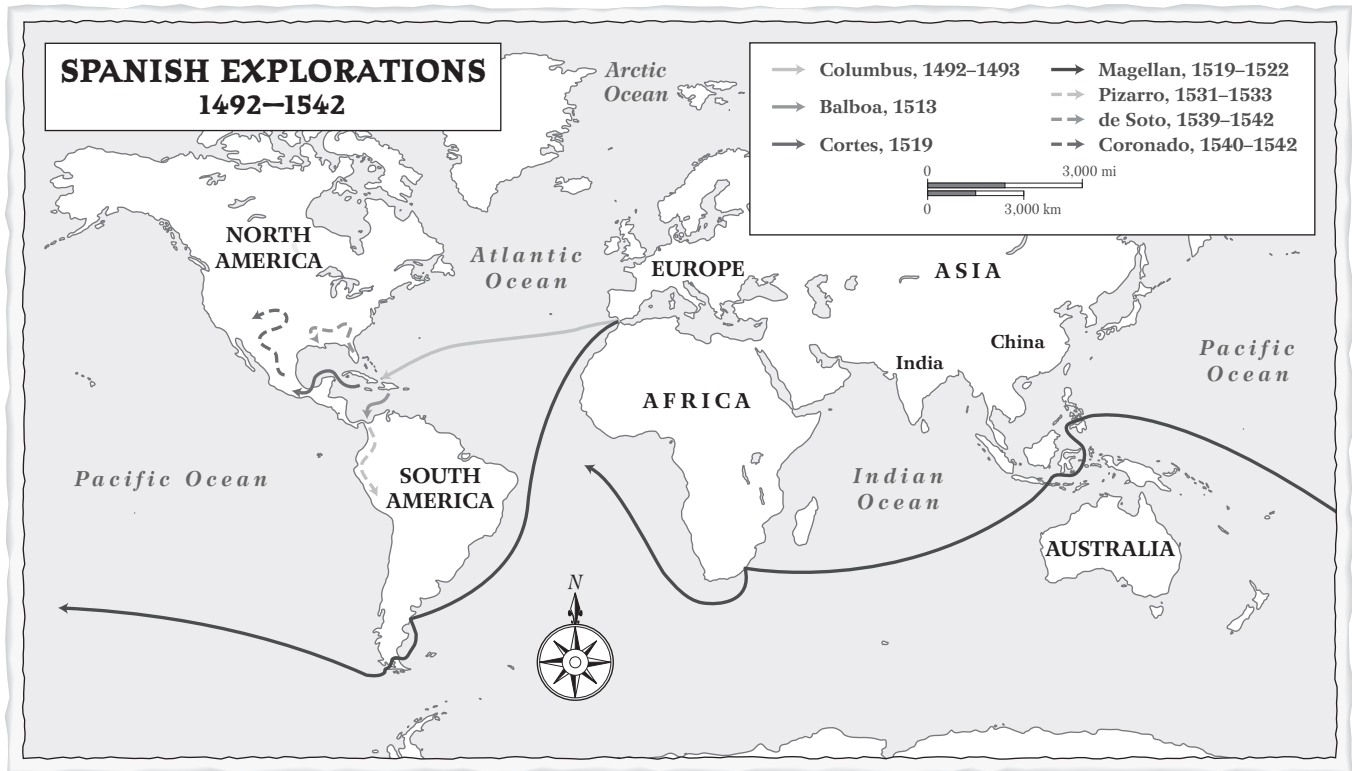 SPANISH EXPLORATIONS
1492—1542
Arctic
Ocean
Columbus, 1492–1493
Balboa, 1513
Cortes, 1519
Magellan, 1519–1522
Pizarro, 1531–1533
de Soto, 1539–1542
Coronado, 1540–1542
0 3,000 mi
0 3,000 km
NORTH
AMERICA
Atlantic
Ocean
EUROPE
ASIA
China
India
Pacific
Ocean
AFRICA
Pacific Ocean
SOUTH
AMERICA
Indian
Ocean
AUSTRALIA
N